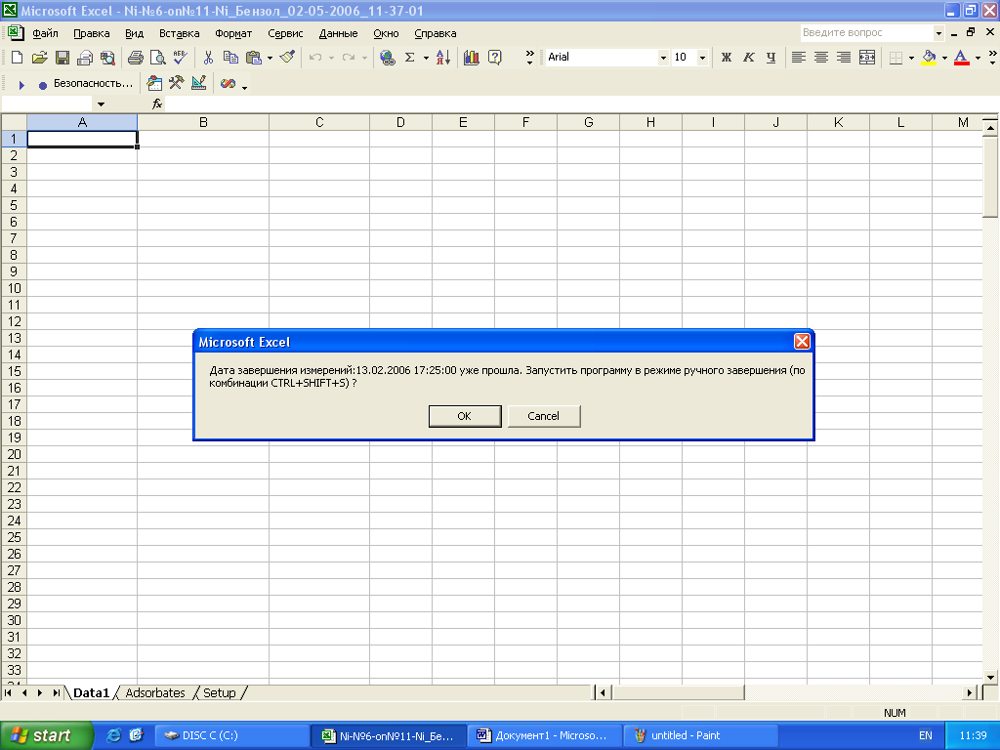 Microsoft Excel - Ni-№6-оп№11-Ni_Бензол_02-05-2006_11-37-01
Файл Правка Вид Вставка Формат Сервис Данные Окно Справка
Введите вопрос
Arial 10 Ж К Ч
Безопасность...
fx
A B C D E F G H I J K L M
1
2
3
4
5
6
7
8
9
10
11
12
13
14
15
16
17
18
19
20
21
22
23
24
25
26
27
28
29
30
31
32
33
Microsoft Excel
Дата завершения измерений:13.02.2006 17:25:00 уже прошла. Запустить программу в режиме ручного завершения (по
комбинации CTRL+SHIFT+S) ?
OK Cancel
Data1 Adsorbates Setup
NUM
start DISC C (C:) Ni-№6-оп№11-Ni_Бе... Документ1 - Microso... untitled - Paint EN 11:39